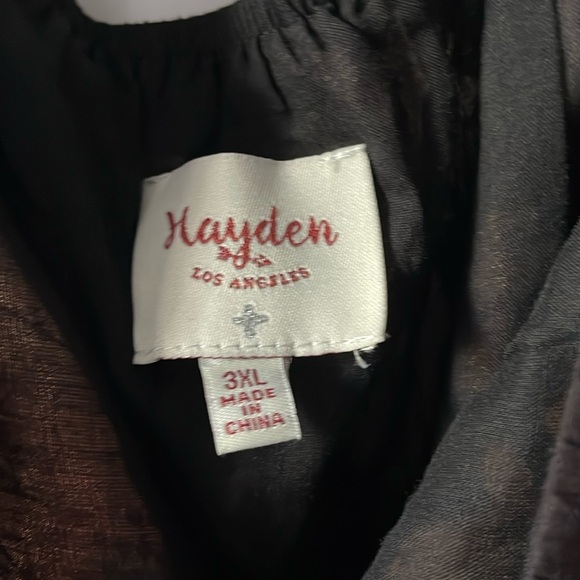 Hayden
LOS ANGELES
3XL
MADE
IN
CHINA